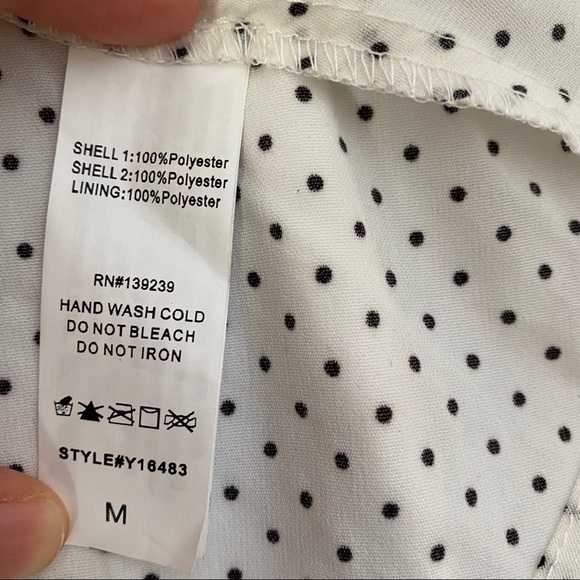 SHELL 1:100%Polyester
SHELL 2:100%Polyester
LINING:100%Polyester
RN#139239
HAND WASH COLD
DO NOT BLEACH
DO NOT IRON
STYLE#Y16483
M